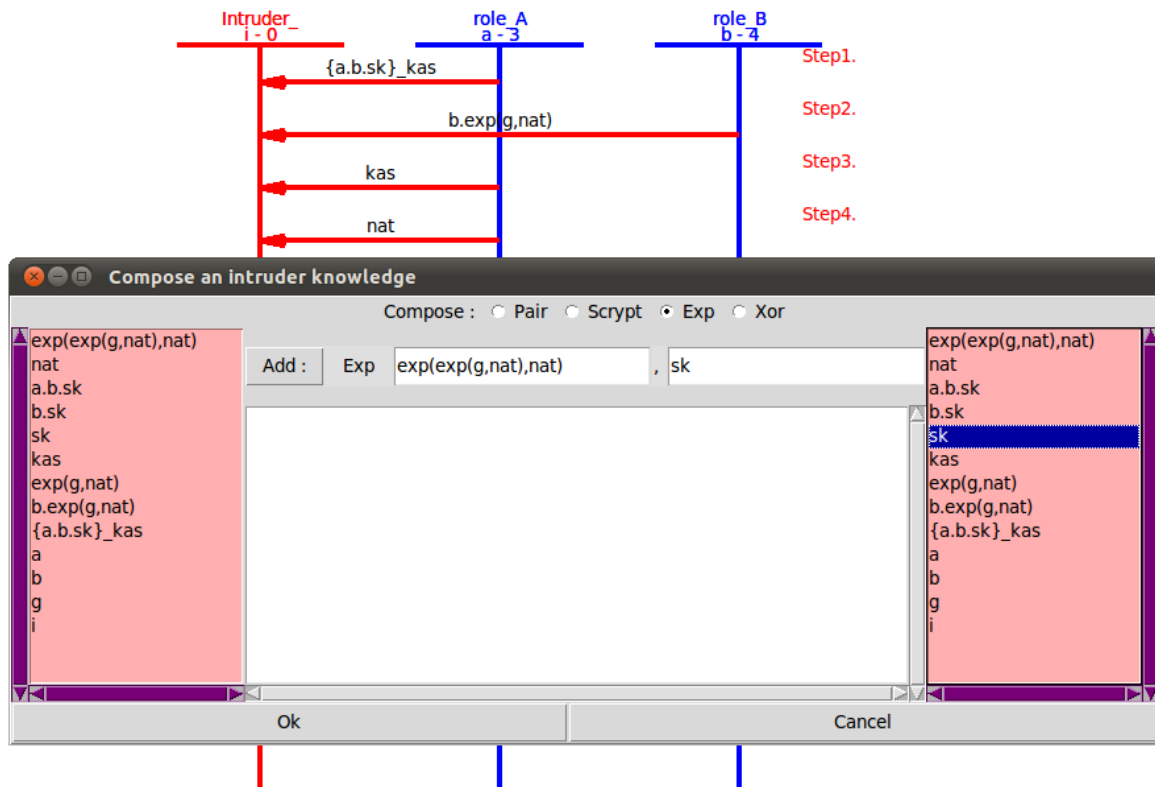 Intruder_ role_A role_B
i - 0 a - 3 b - 4
Step1.
{a.b.sk}_kas
Step2.
b.exp(g,nat)
Step3.
kas
Step4.
nat
Compose an intruder knowledge
Compose : Pair Scrypt Exp Xor
exp(exp(g,nat),nat)
nat
a.b.sk
b.sk
sk
kas
exp(g,nat)
b.exp(g,nat)
{a.b.sk}_kas
a
b
g
i
Add : Exp exp(exp(g,nat),nat) , sk
exp(exp(g,nat),nat)
nat
a.b.sk
b.sk
sk
kas
exp(g,nat)
b.exp(g,nat)
{a.b.sk}_kas
a
b
g
i
Ok Cancel